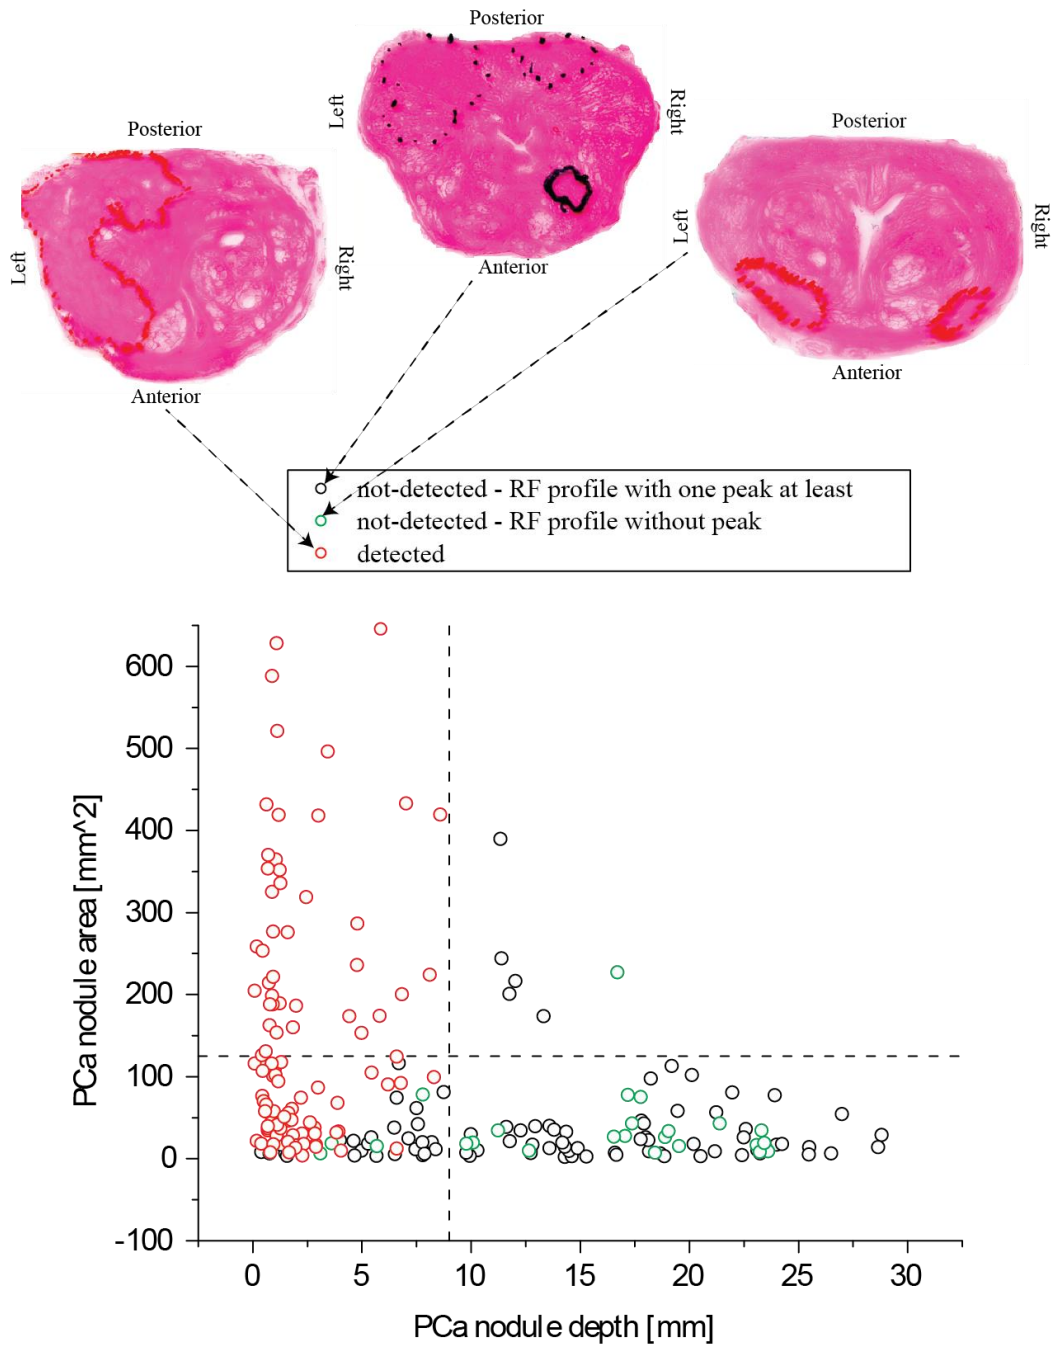 Posterior
Left
Right
Anterior
Posterior
Left
Right
Anterior
Posterior
Left
Right
Anterior
not-detected - RF profile with one peak at least
not-detected - RF profile without peak
detected
PCa nodule area [mm^2]
600
500
400
300
200
100
0
-100
0 5 10 15 20 25 30
PCa nodule depth [mm]